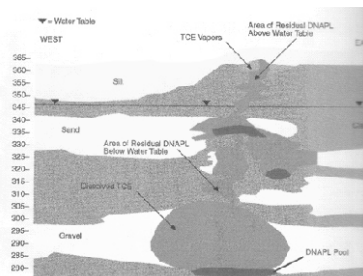 = Water Table
WEST
TCE Vapors
Area of Residual DNAPL
Above Water Table
365-
360-
355-
350-
345
340-
335-
330-
325-
320-
315-
310-
305-
300-
295-
290-
285-
280-
Silt
Sand
Area of Residual DNAPL
Below Water Table
Dissolved TCE
Gravel
DNAPL Pool